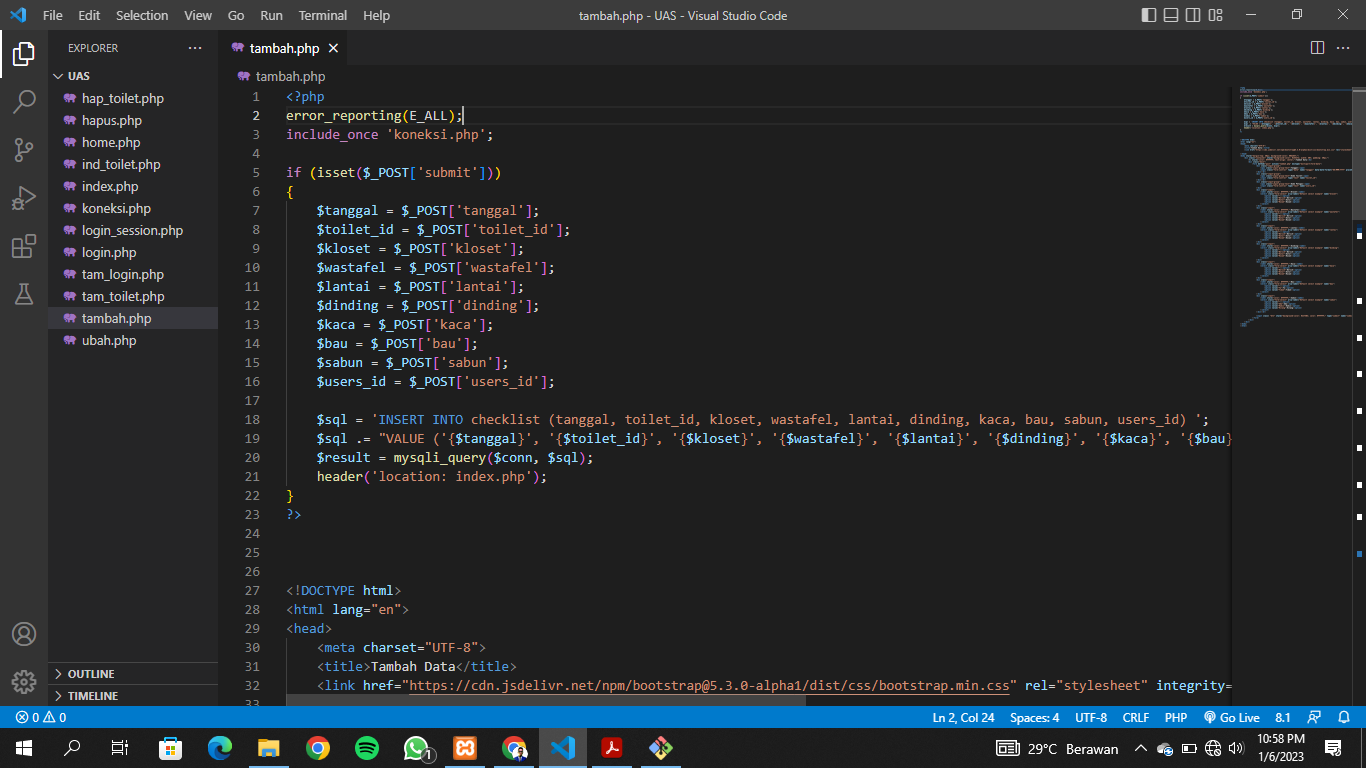 File Edit Selection View Go Run Terminal Help
tambah.php - UAS - Visual Studio Code
EXPLORER
UAS
hap_toilet.php
hapus.php
home.php
ind_toilet.php
index.php
koneksi.php
login_session.php
login.php
tam_login.php
tam_toilet.php
tambah.php
ubah.php
OUTLINE
TIMELINE
tambah.php
tambah.php
1 <?php
2 error_reporting(E_ALL);
3 include_once 'koneksi.php';
4
5 if (isset($_POST['submit']))
6 {
7 $tanggal = $_POST['tanggal'];
8 $toilet_id = $_POST['toilet_id'];
9 $kloset = $_POST['kloset'];
10 $wastafel = $_POST['wastafel'];
11 $lantai = $_POST['lantai'];
12 $dinding = $_POST['dinding'];
13 $kaca = $_POST['kaca'];
14 $bau = $_POST['bau'];
15 $sabun = $_POST['sabun'];
16 $users_id = $_POST['users_id'];
17
18 $sql = 'INSERT INTO checklist (tanggal, toilet_id, kloset, wastafel, lantai, dinding, kaca, bau, sabun, users_id) ';
19 $sql .= "VALUE ('{$tanggal}', '{$toilet_id}', '{$kloset}', '{$wastafel}', '{$lantai}', '{$dinding}', '{$kaca}', '{$bau}
20 $result = mysqli_query($conn, $sql);
21 header('location: index.php');
22 }
23 ?>
24
25
26
27 <!DOCTYPE html>
28 <html lang="en">
29 <head>
30 <meta charset="UTF-8">
31 <title>Tambah Data</title>
32 <link href="https://cdn.jsdelivr.net/npm/bootstrap@5.3.0-alpha1/dist/css/bootstrap.min.css" rel="stylesheet" integrity=
33
0 0 Ln 2, Col 24 Spaces: 4 UTF-8 CRLF PHP Go Live 8.1
1 29°C Berawan 10:58 PM
1/6/2023